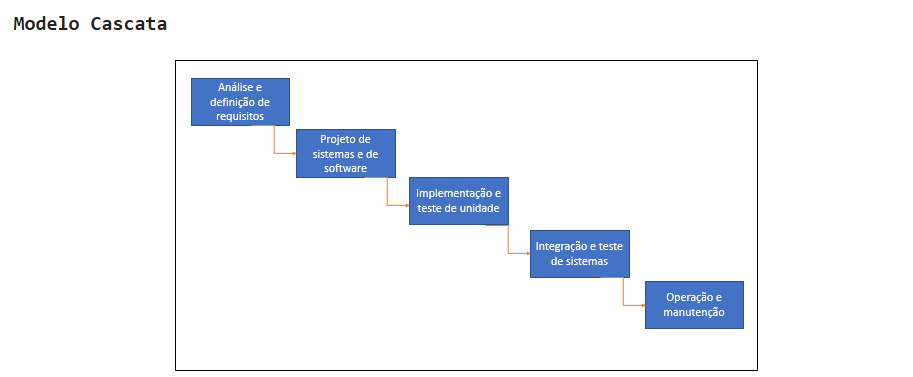 Modelo Cascata
Análise e
definição de
requisitos
Projeto de
sistemas e de
software
Implementação e
teste de unidade
Integração e teste
de sistemas
Operação e
manutenção